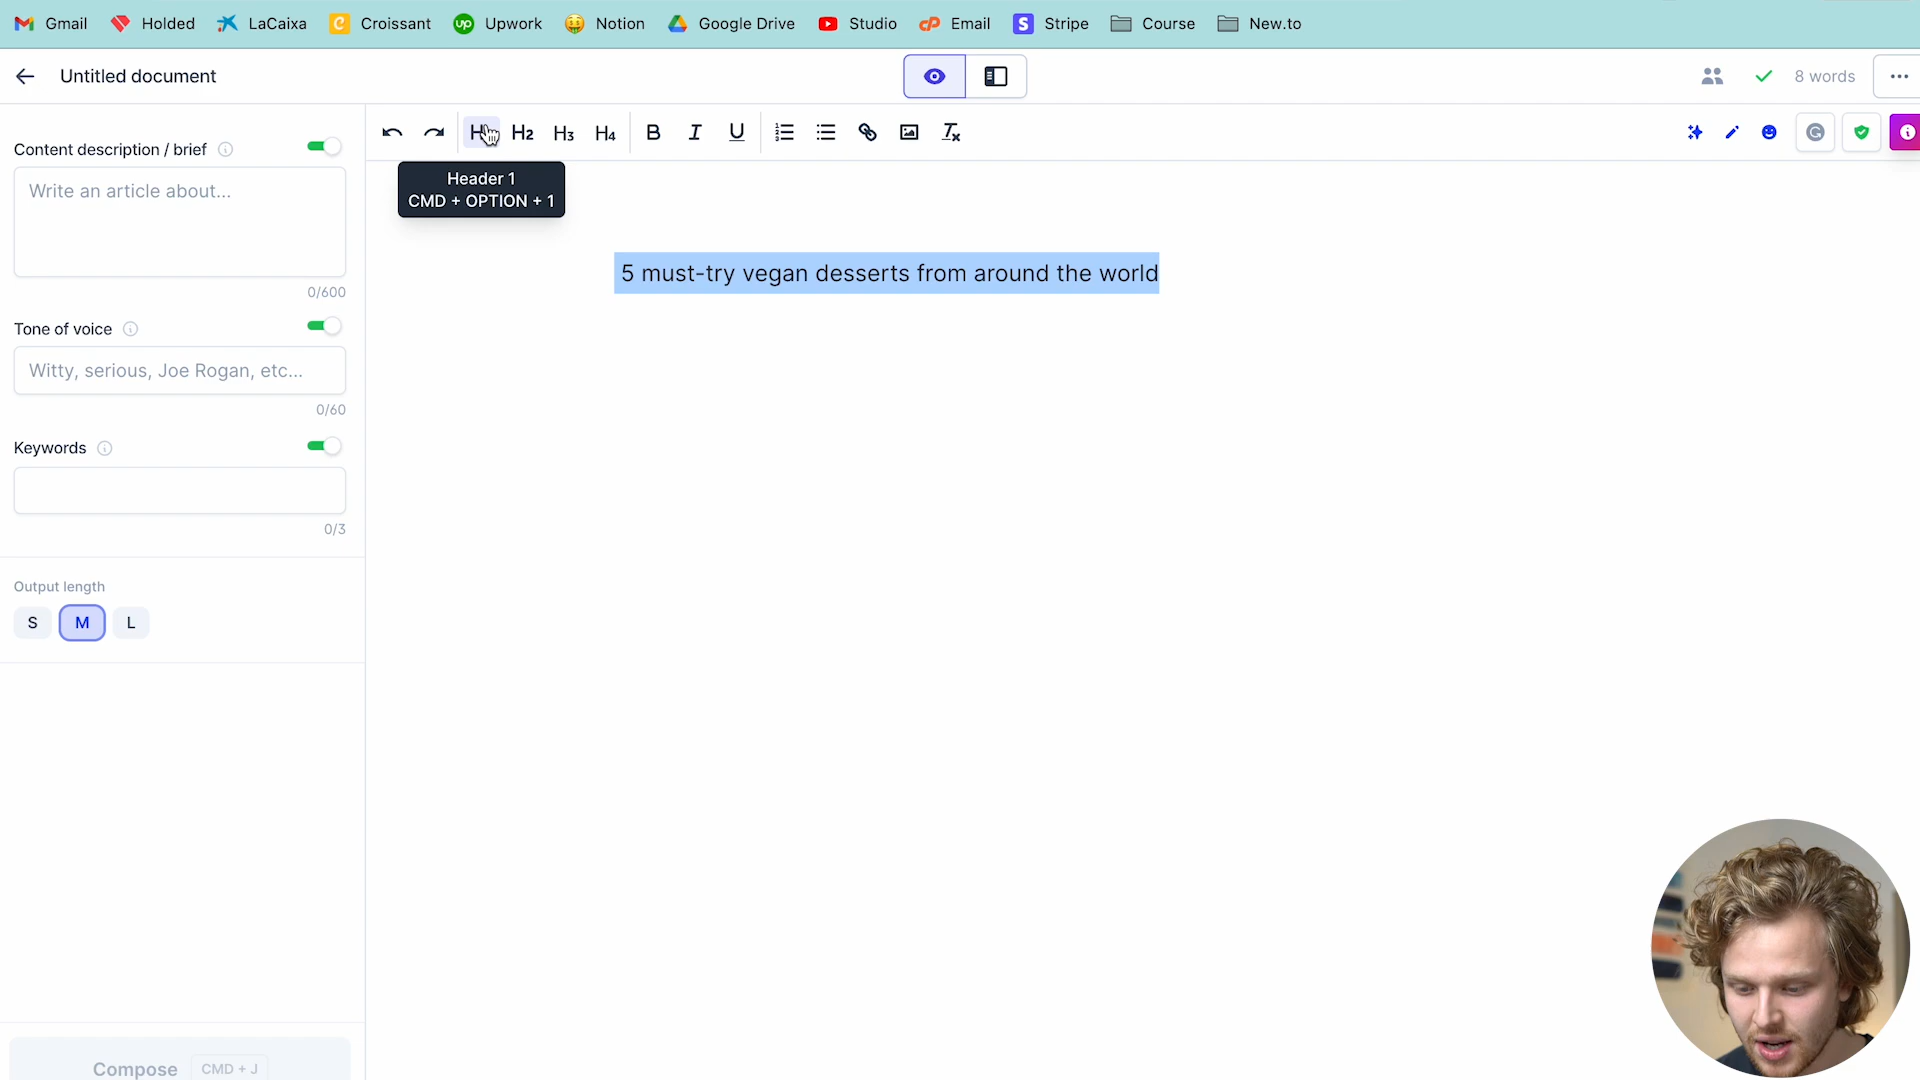 Gmail Holded LaCaixa Croissant Upwork Notion Google Drive Studio Email Stripe Course New.to
Untitled document
8 words
Content description / brief
Write an article about...
0/600
Tone of voice
Witty, serious, Joe Rogan, etc...
0/60
Keywords
0/3
Output length
S M L
Compose CMD + J
H2 H3 H4 B I U
Header 1
CMD + OPTION + 1
5 must-try vegan desserts from around the world